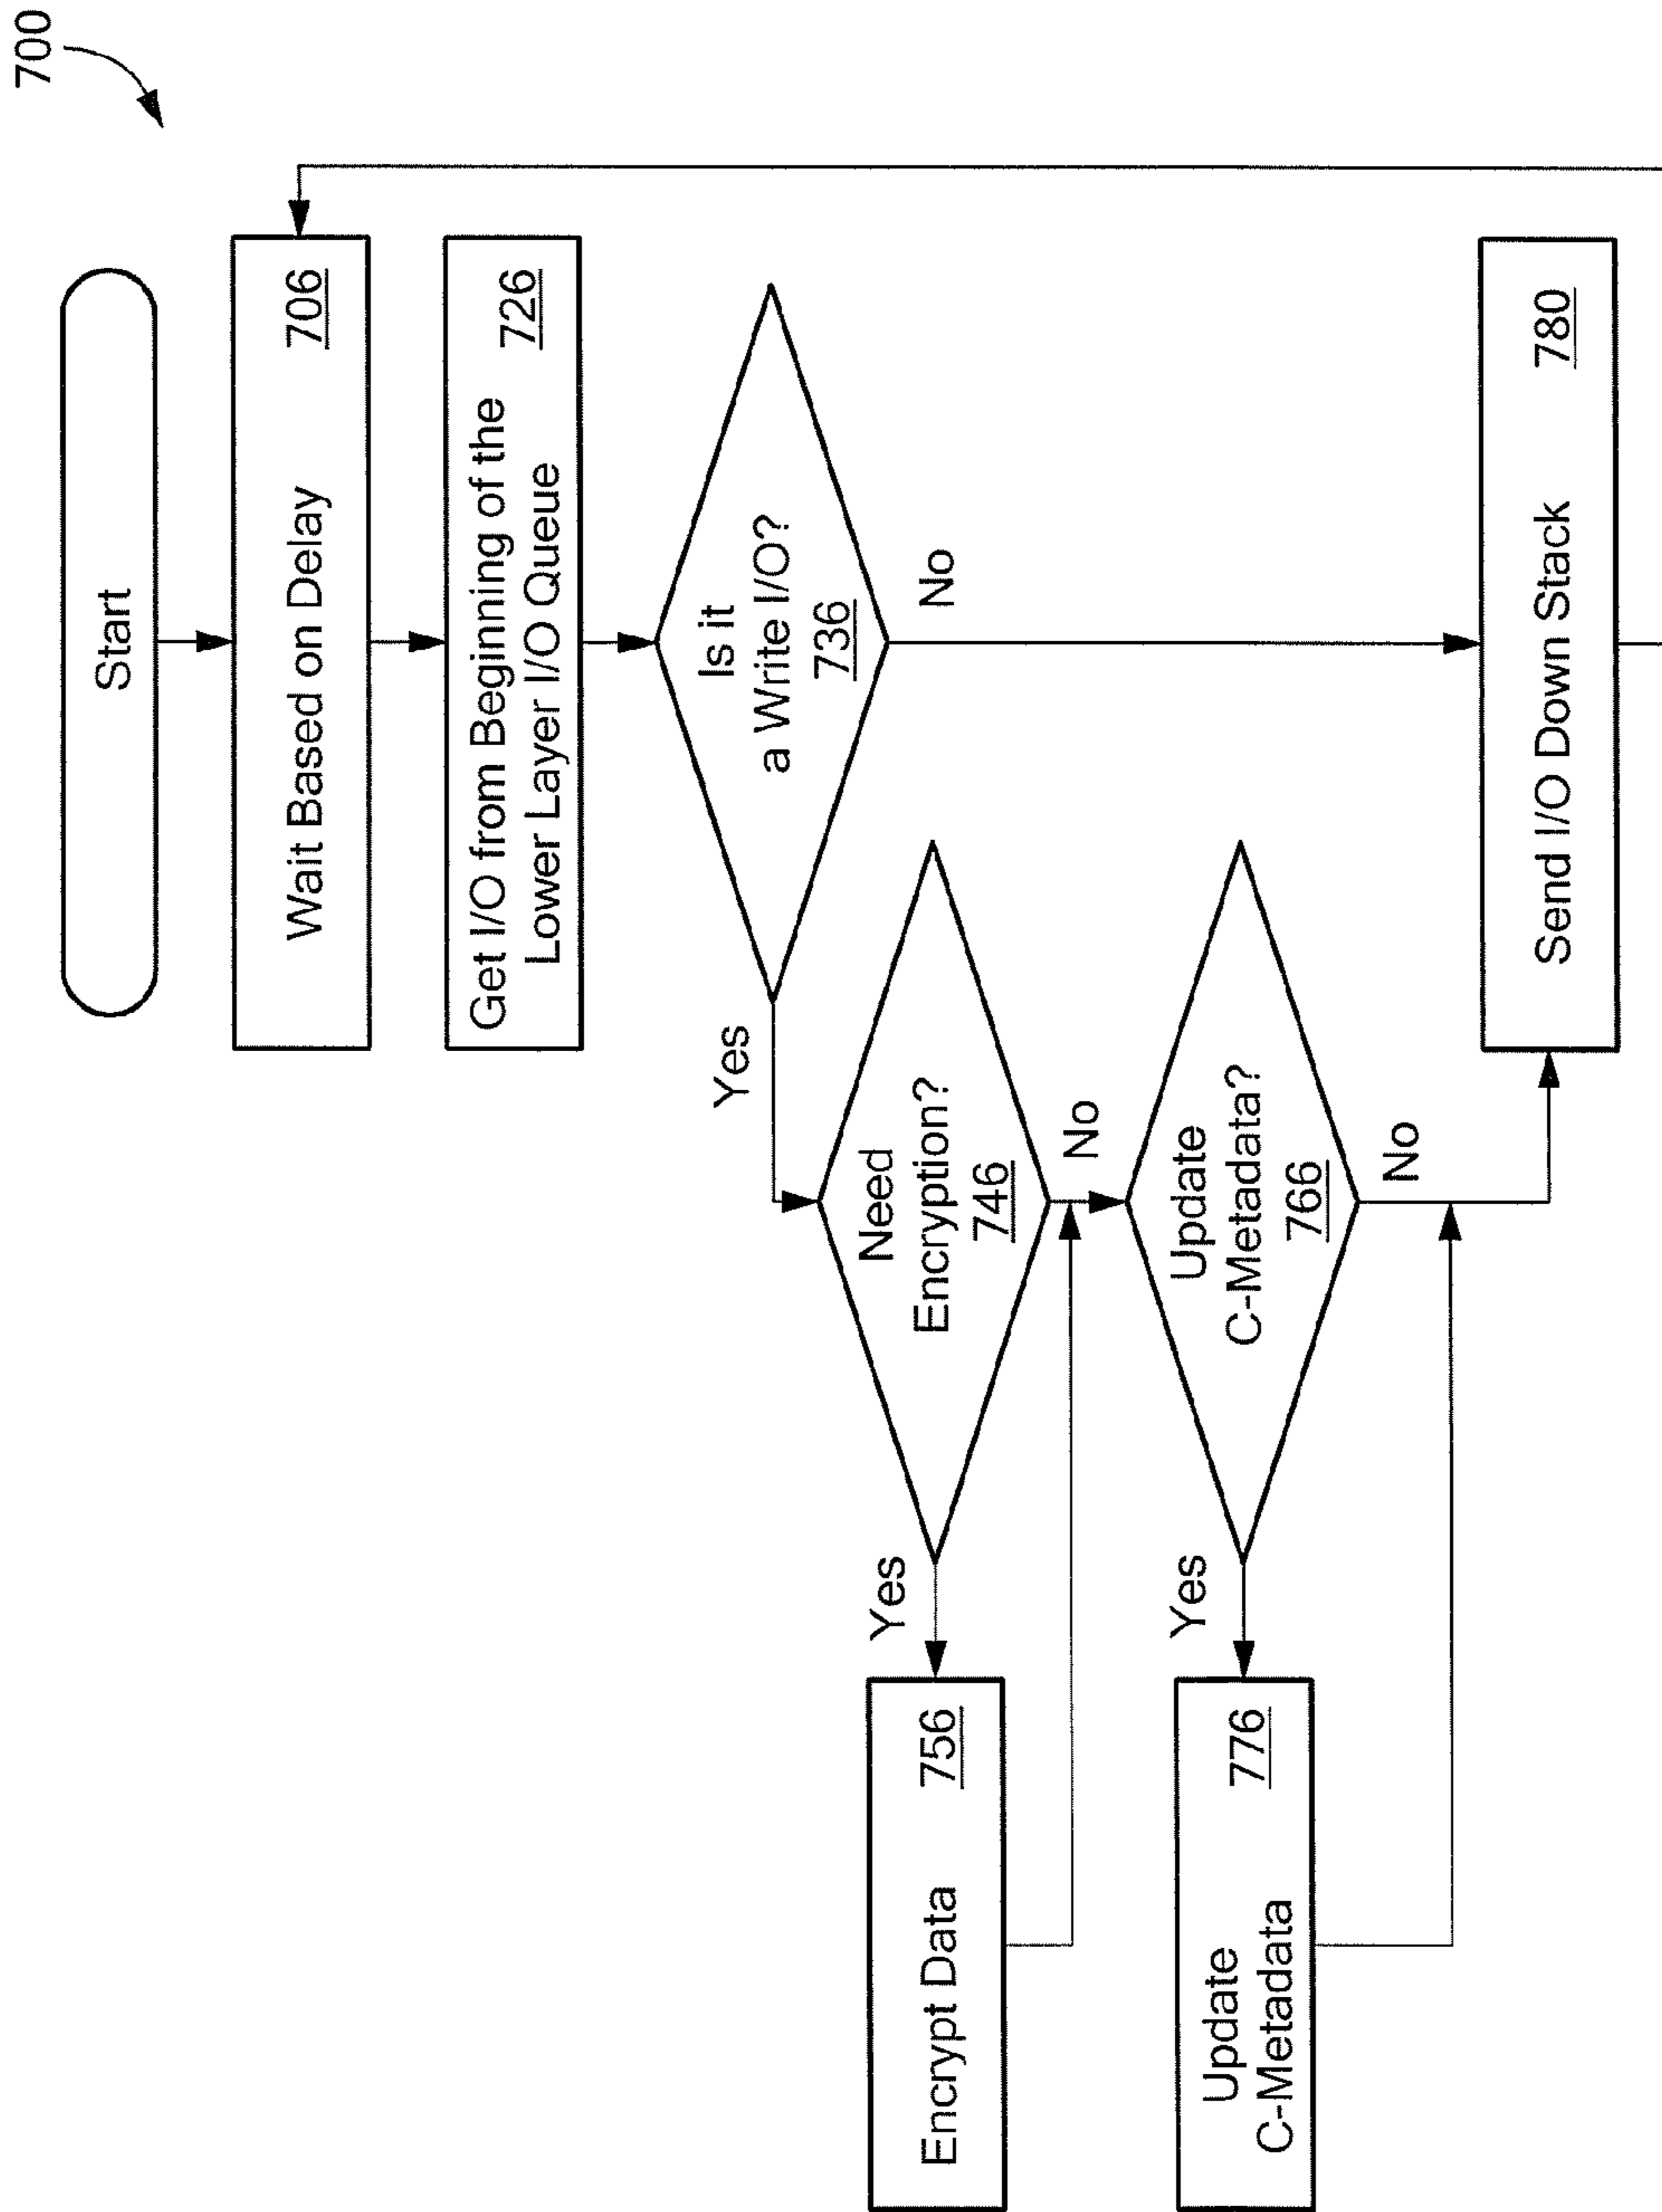 700
Start
Wait Based on Delay 706
Get I/O from Beginning of the
Lower Layer I/O Queue 726
Is it
a Write I/O?
736
Yes
No
Need
Encryption?
746
Yes
No
Encrypt Data 756
Update
C-Metadata?
766
Yes
No
Update
C-Metadata 776
Send I/O Down Stack 780